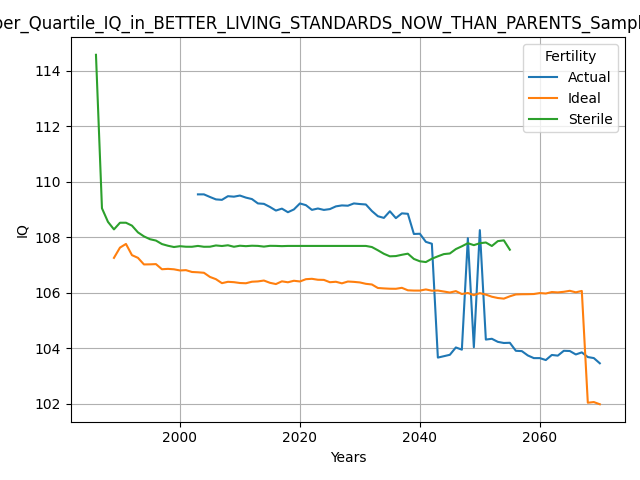 per_Quartile_IQ_in_BETTER_LIVING_STANDARDS_NOW_THAN_PARENTS_Sampl
Fertility
Actual
Ideal
Sterile
114
112
110
108
106
104
102
IQ
2000
2020
2040
2060
Years